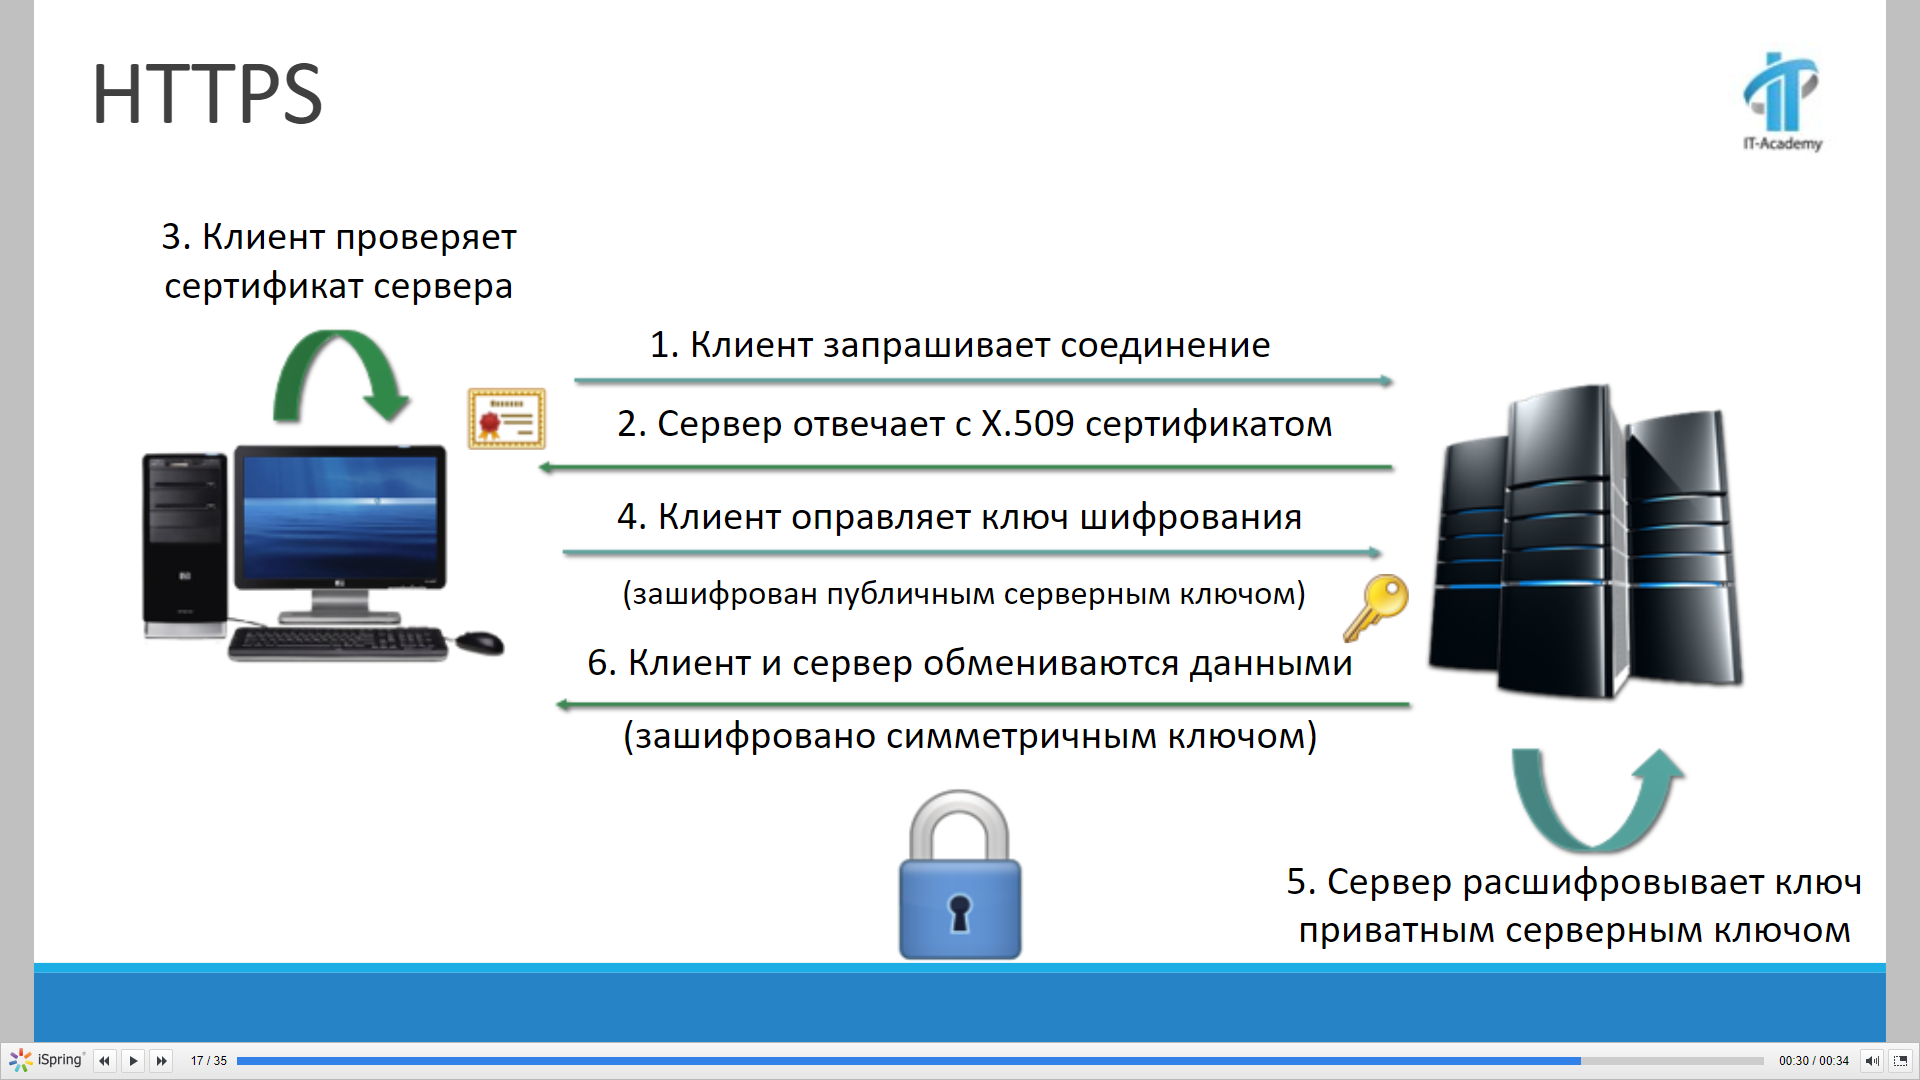 HTTPS
IT-Academy
3. Клиент проверяет
сертификат сервера
1. Клиент запрашивает соединение
2. Сервер отвечает с X.509 сертификатом
4. Клиент оправляет ключ шифрования
(зашифрован публичным серверным ключом)
6. Клиент и сервер обмениваются данными
(зашифровано симметричным ключом)
5. Сервер расшифровывает ключ
приватным серверным ключом
iSpring
17 / 35
00:30 / 00:34